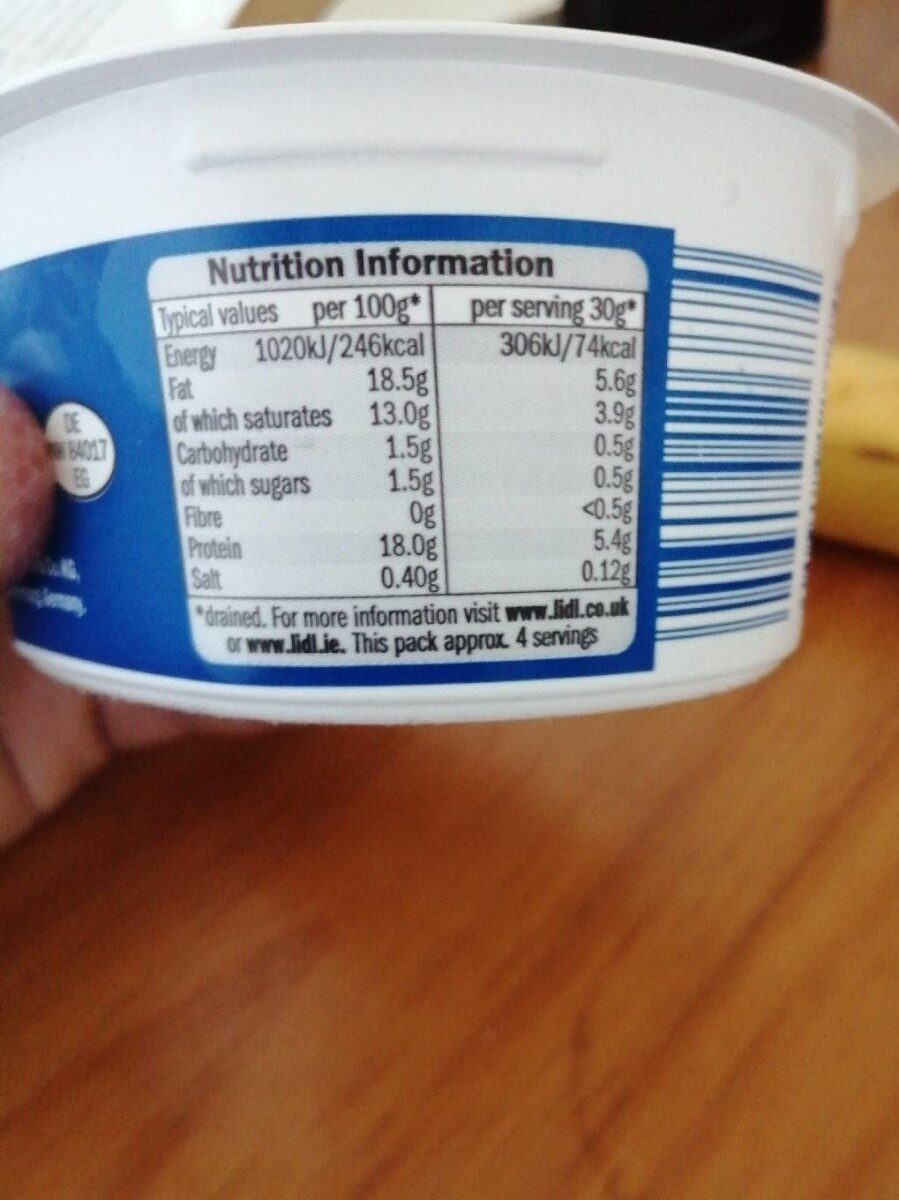 Nutrition Information
Typical values per 100g* per serving 30g*
Energy 1020kJ/246kcal 306kJ/74kcal
Fat 18.5g 5.6g
of which saturates 13.0g 3.9g
Carbohydrate 1.5g 0.5g
of which sugars 1.5g 0.5g
Fibre 0g <0.5g
Protein 18.0g 5.4g
Salt 0.40g 0.12g
*drained. For more information visit www.lidl.co.uk
or www.lidl.ie. This pack approx. 4 servings
DE
84017
EG
Germany.